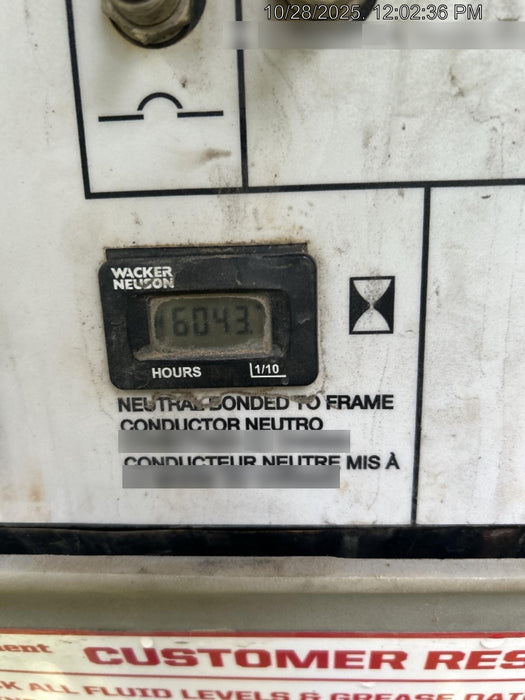 10/28/2025, 12:02:36 PM
WACKER
NEUSON
6043.
HOURS
1/10
NEUTRAL BONDED TO FRAME
CONDUCTOR NEUTRO
CONDUCTEUR NEUTRE MIS À
CUSTOMER RES
ALL FLUID LEVELS & GREASE DA